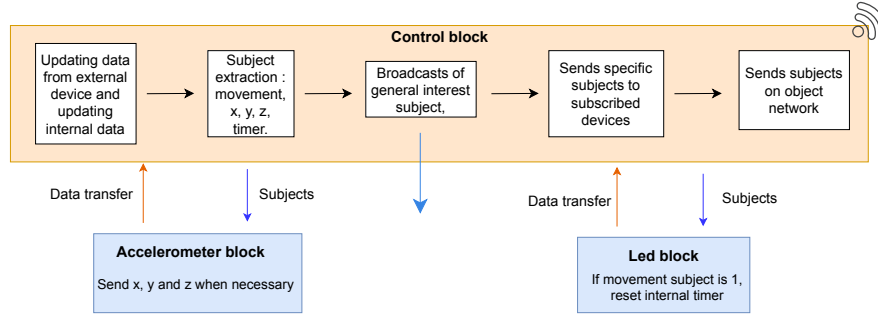 Control block
Updating data
from external
device and
updating
internal data
Subject
extraction :
movement,
x, y, z,
timer.
Broadcasts of
general interest
subject,
Sends specific
subjects to
subscribed
devices
Sends subjects
on object
network
Data transfer
Subjects
Data transfer
Subjects
Accelerometer block
Send x, y and z when necessary
Led block
If movement subject is 1,
reset internal timer